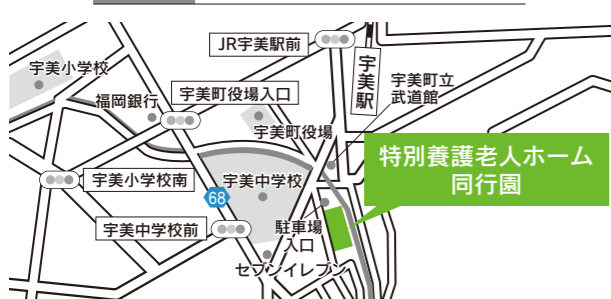 JR宇美駅前
宇美小学校
宇美駅
宇美町立
武道館
福岡銀行
宇美町役場入口
宇美町役場
特別養護老人ホーム
同行園
宇美小学校南
宇美中学校
68
駐車場
入口
宇美中学校前
セブンイレブン